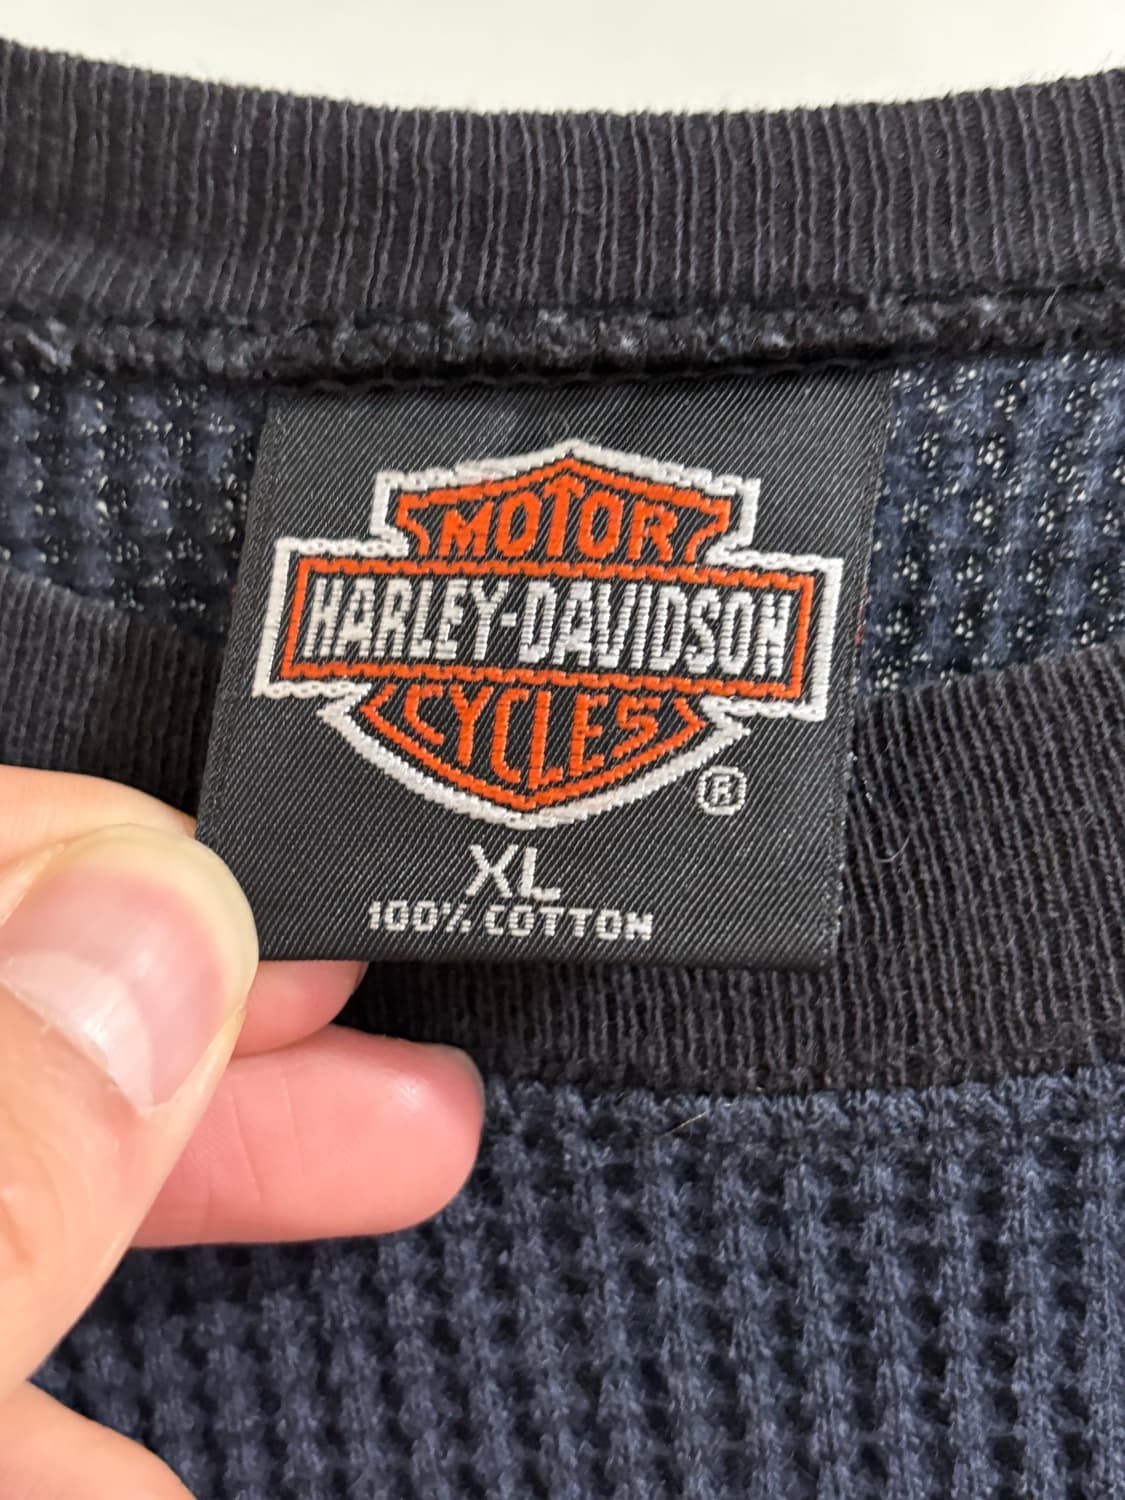 MOTOR
HARLEY-DAVIDSON
CYCLES
®
XL
100% COTTON